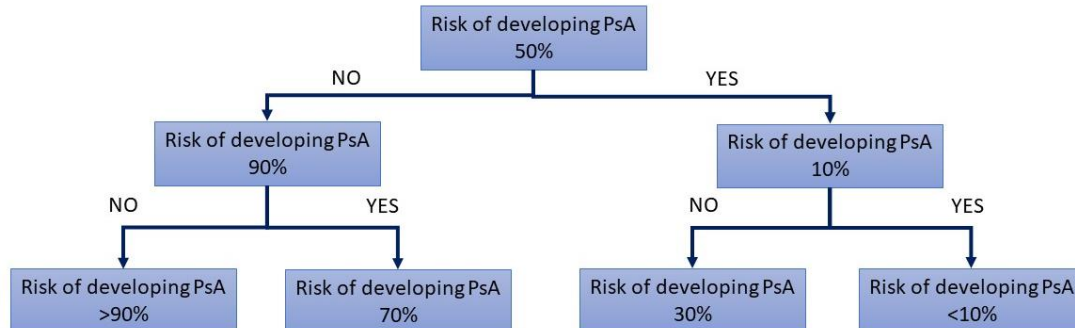 Risk of developing PsA
50%
NO
YES
Risk of developing PsA
90%
Risk of developing PsA
10%
NO
YES
NO
YES
Risk of developing PsA
>90%
Risk of developing PsA
70%
Risk of developing PsA
30%
Risk of developing PsA
<10%